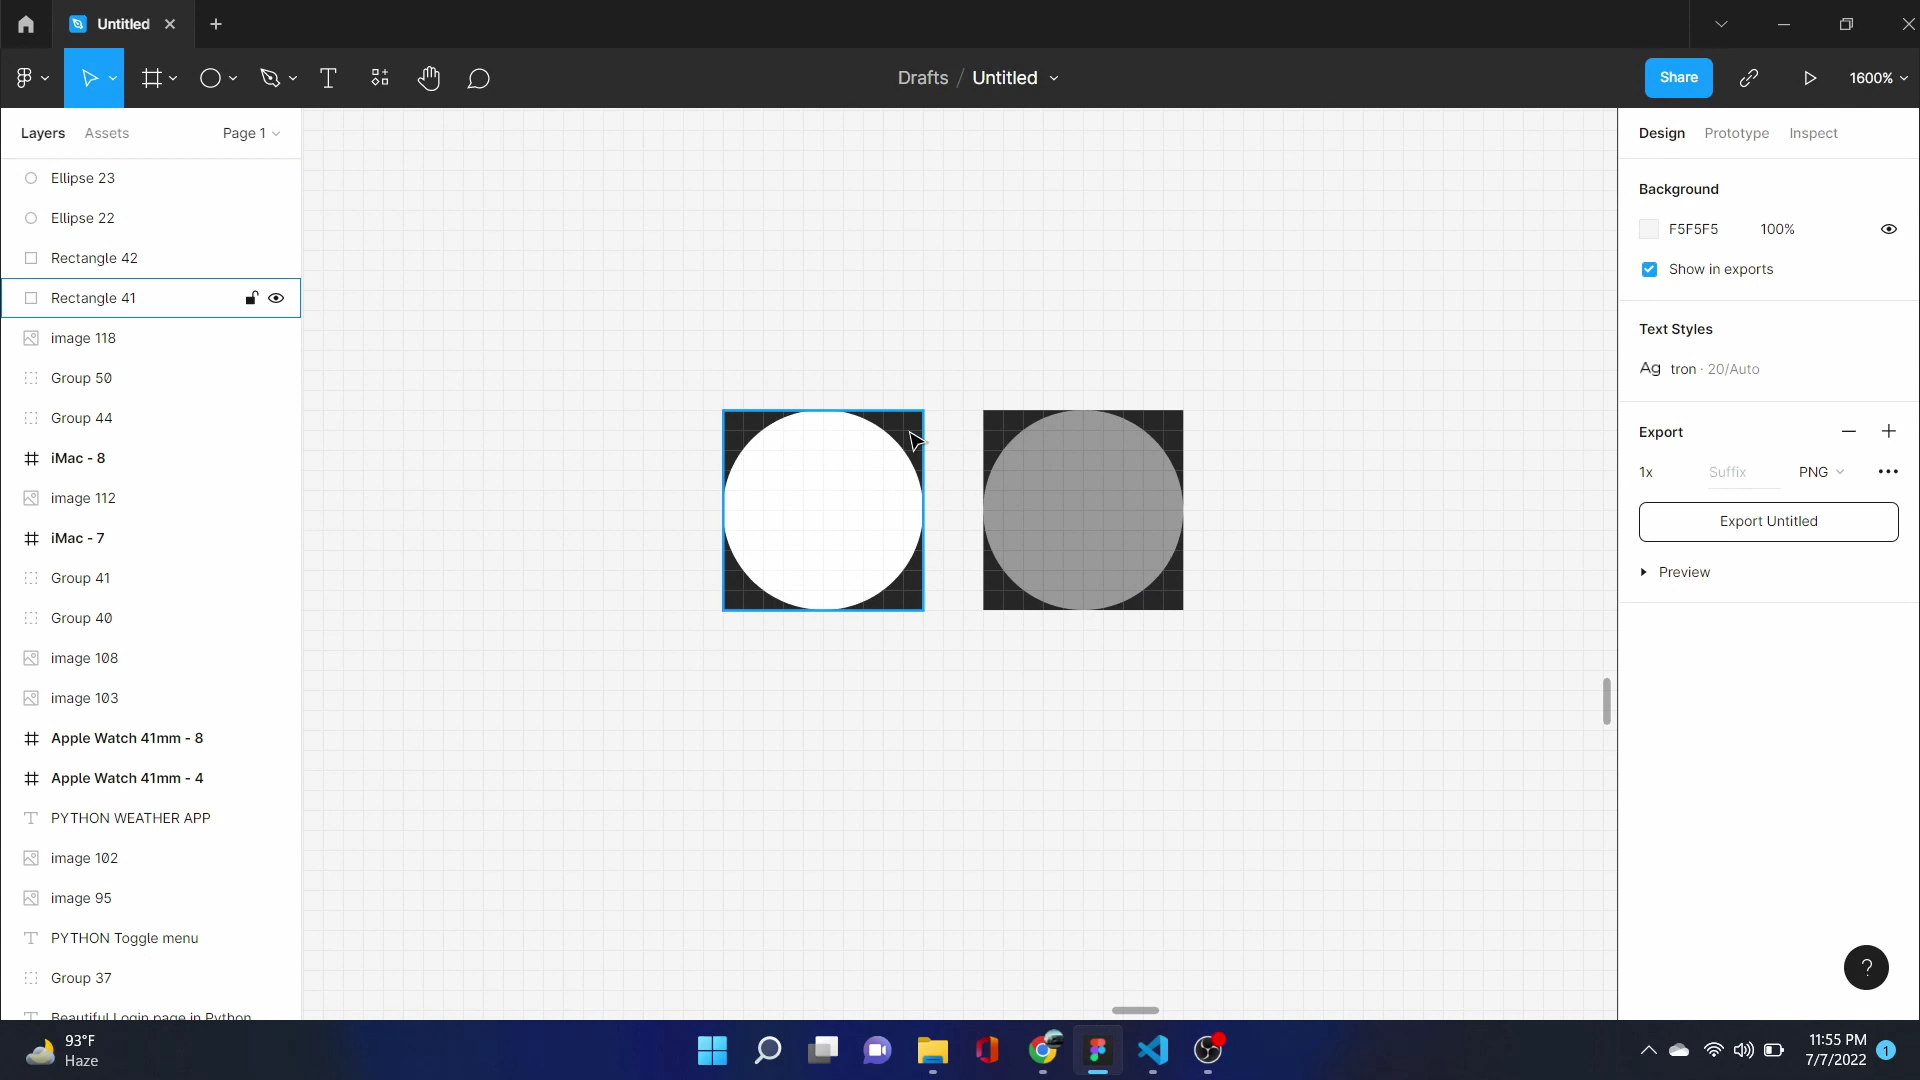 Untitled
Drafts / Untitled
Share
1600%
Layers
Assets
Page 1
Ellipse 23
Ellipse 22
Rectangle 42
Rectangle 41
image 118
Group 50
Group 44
iMac - 8
image 112
iMac - 7
Group 41
Group 40
image 108
image 103
Apple Watch 41mm - 8
Apple Watch 41mm - 4
PYTHON WEATHER APP
image 102
image 95
PYTHON Toggle menu
Group 37
Beautiful Login page in Python
Design
Prototype
Inspect
Background
F5F5F5 100%
Show in exports
Text Styles
Ag tron · 20/Auto
Export
1x Suffix PNG
Export Untitled
Preview
?
93°F
Haze
11:55 PM
7/7/2022
1